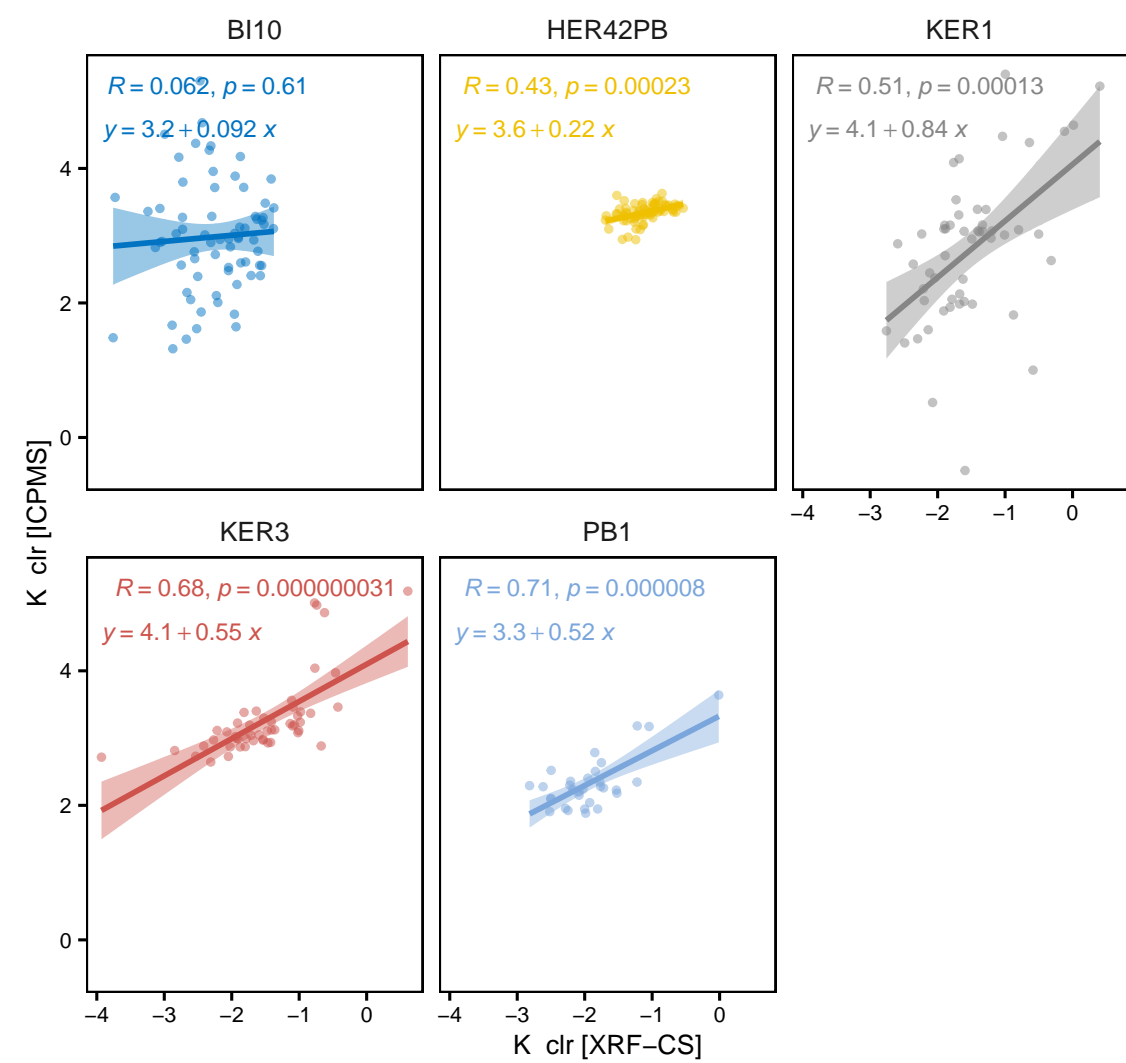 BI10
HER42PB
KER1
R = 0.062, p = 0.61
y = 3.2 + 0.092 x
R = 0.43, p = 0.00023
y = 3.6 + 0.22 x
R = 0.51, p = 0.00013
y = 4.1 + 0.84 x
4
2
0
−4 −3 −2 −1 0
K clr [ICPMS]
KER3
PB1
R = 0.68, p = 0.000000031
y = 4.1 + 0.55 x
R = 0.71, p = 0.000008
y = 3.3 + 0.52 x
4
2
0
−4 −3 −2 −1 0
−4 −3 −2 −1 0
K clr [XRF−CS]